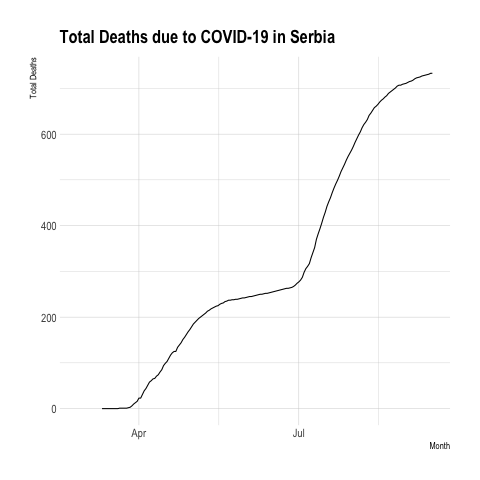 Total Deaths due to COVID-19 in Serbia
Total Deaths
600
400
200
0
Apr Jul
Month